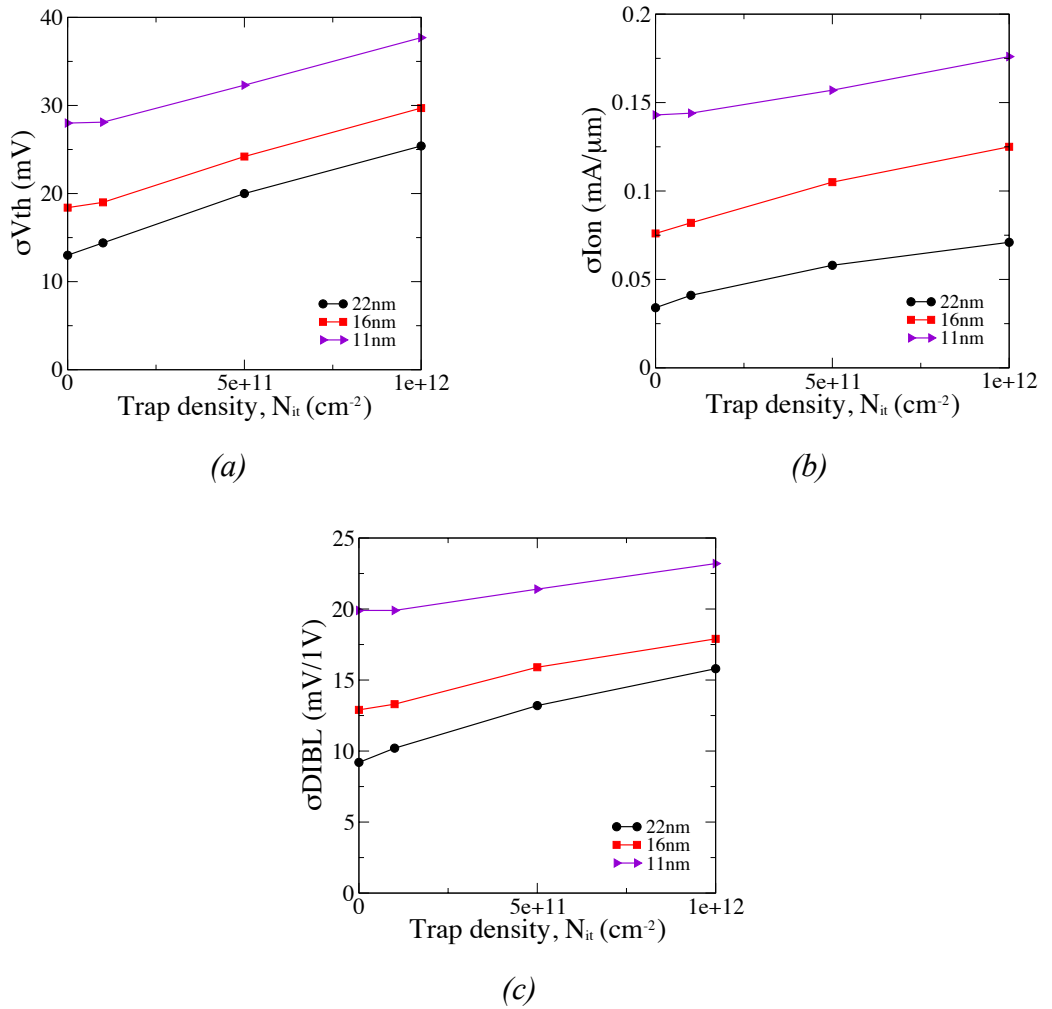 40
30
20
10
0
σVth (mV)
22nm
16nm
11nm
0 5e+11 1e+12
Trap density, Nit (cm-2)
(a)
0.2
0.15
0.1
0.05
0
σIon (mA/μm)
22nm
16nm
11nm
0 5e+11 1e+12
Trap density, Nit (cm-2)
(b)
25
20
15
10
5
0
σDIBL (mV/1V)
22nm
16nm
11nm
0 5e+11 1e+12
Trap density, Nit (cm-2)
(c)